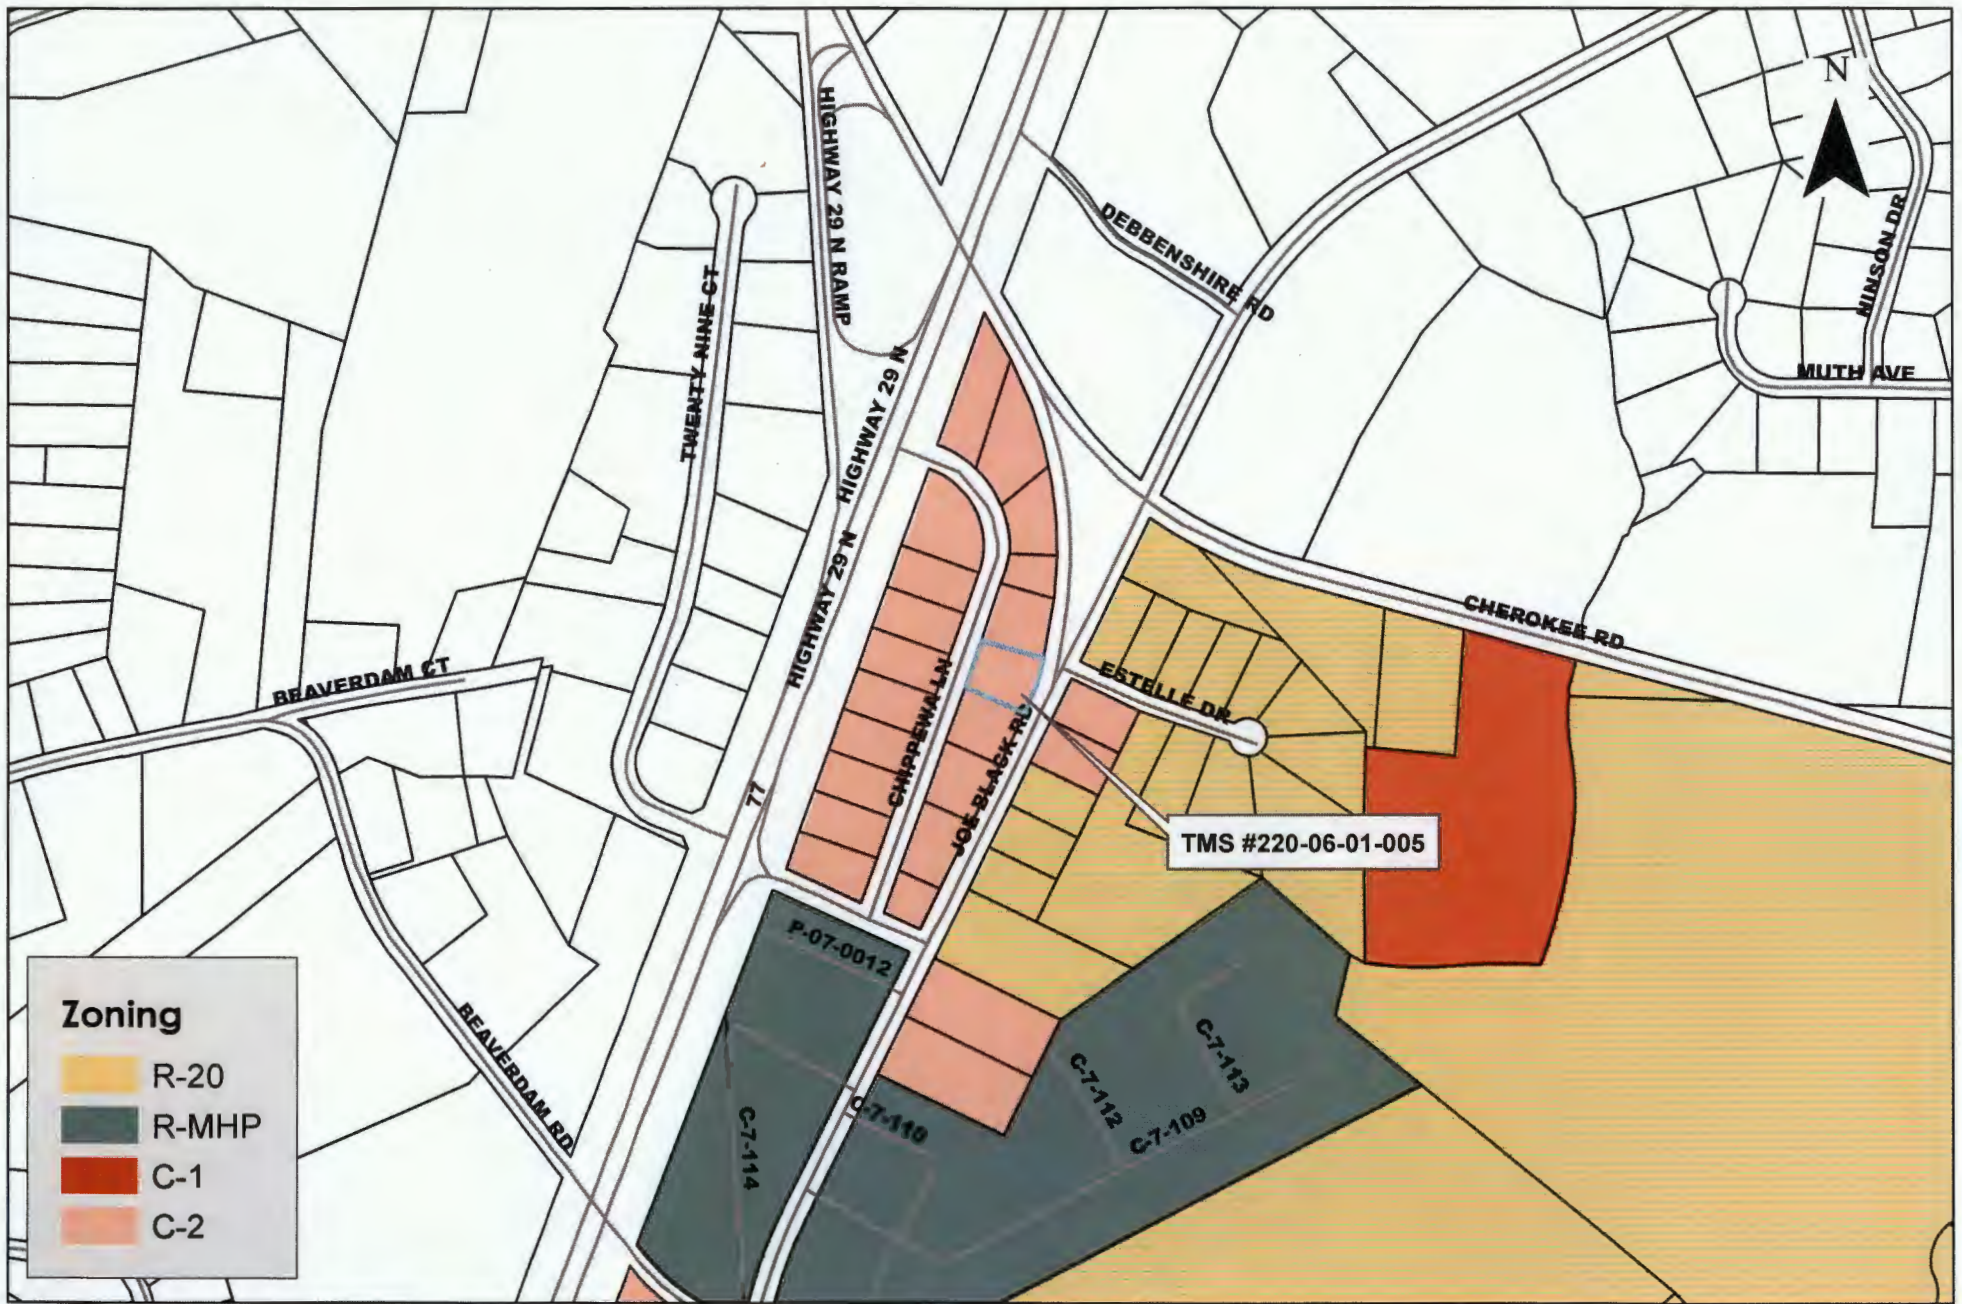 N
HIGHWAY 29 N RAMP
DEBBENSHIRE RD
HINSON DR
TWENTY NINE CT
HIGHWAY 29 N
MUTH AVE
HIGHWAY 29 N
CHEROKEE RD
BEAVERDAM CT
ESTELLE DR
CHIPPEWA LN
JOE BLACK RD
77
TMS #220-06-01-005
P-07-0012
BEAVERDAM RD
C-7-113
C-7-112
C-7-109
C-7-110
C-7-114
Zoning
R-20
R-MHP
C-1
C-2